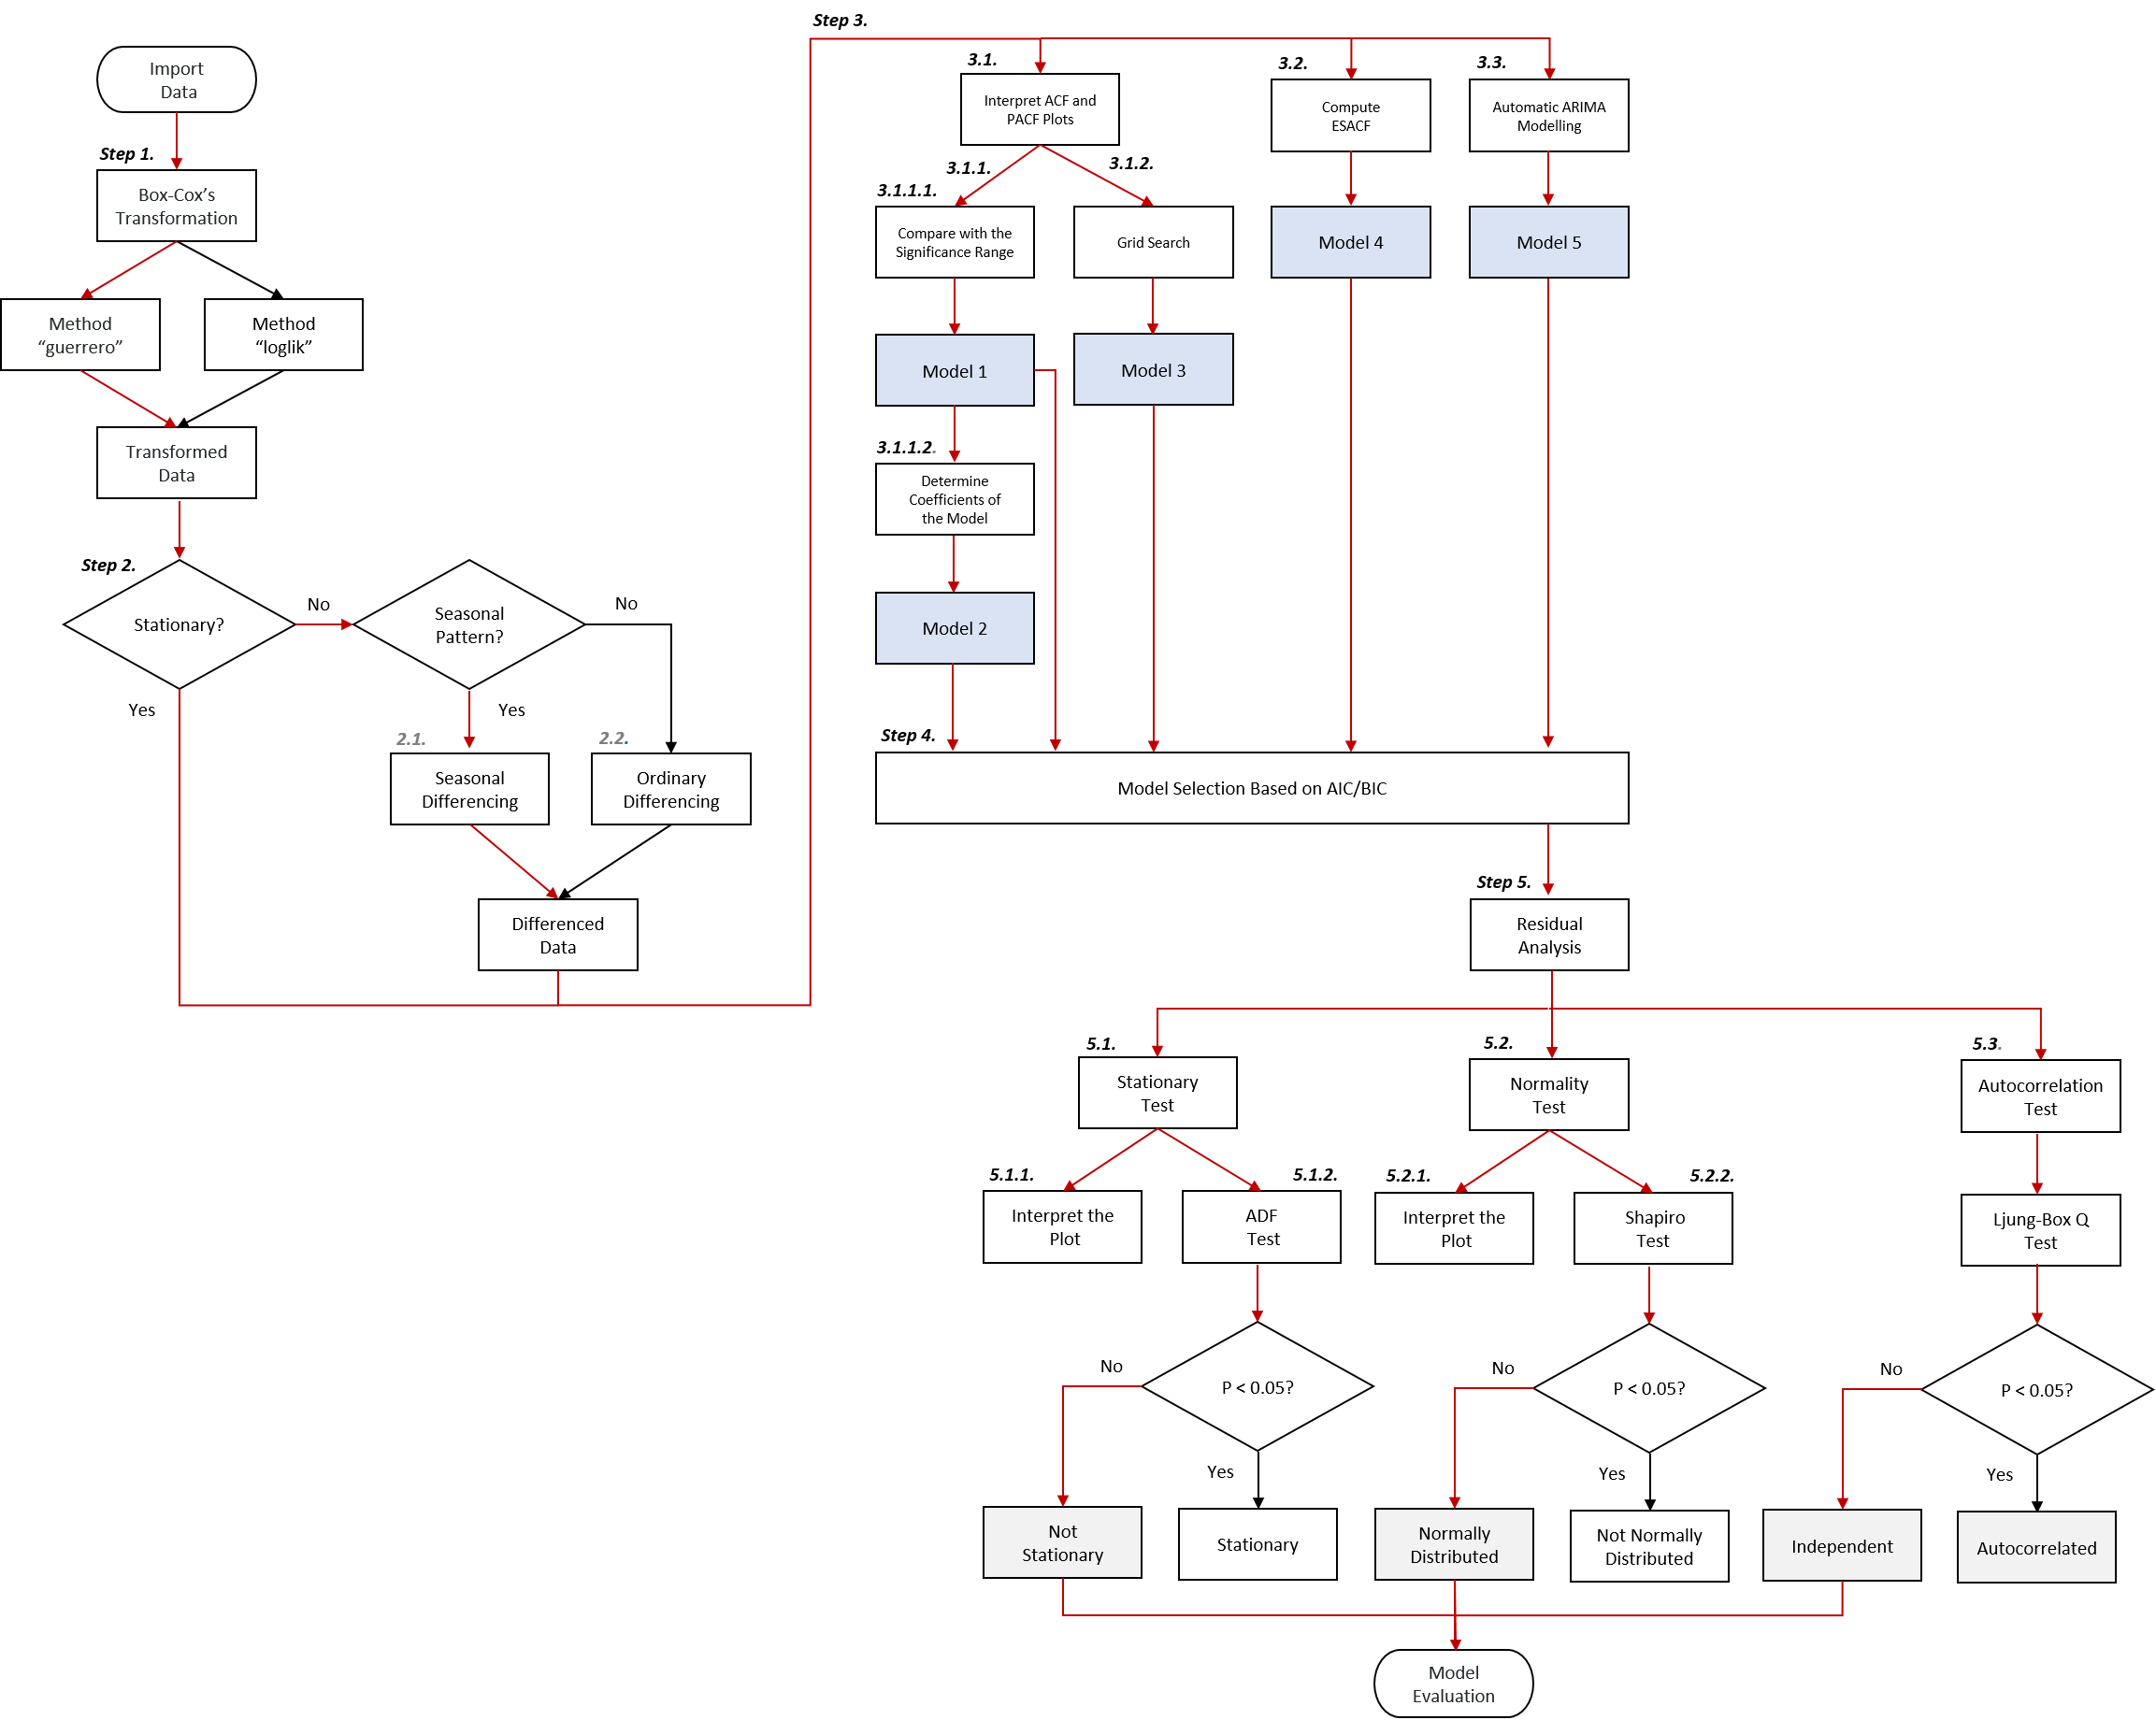 Import
Data
Step 1.
Box-Cox’s
Transformation
Method
“guerrero”
Method
“loglik”
Transformed
Data
Step 2.
Stationary?
No
Yes
Seasonal
Pattern?
No
Yes
2.1.
Seasonal
Differencing
2.2.
Ordinary
Differencing
Differenced
Data
Step 3.
3.1.
Interpret ACF and
PACF Plots
3.2.
Compute
ESACF
3.3.
Automatic ARIMA
Modelling
3.1.1.
3.1.2.
3.1.1.1.
Compare with the
Significance Range
Grid Search
Model 4
Model 5
Model 1
Model 3
3.1.1.2.
Determine
Coefficients of
the Model
Model 2
Step 4.
Model Selection Based on AIC/BIC
Step 5.
Residual
Analysis
5.1.
Stationary
Test
5.2.
Normality
Test
5.3.
Autocorrelation
Test
5.1.1.
Interpret the
Plot
5.1.2.
ADF
Test
5.2.1.
Interpret the
Plot
5.2.2.
Shapiro
Test
Ljung-Box Q
Test
No
P < 0.05?
Yes
No
P < 0.05?
Yes
No
P < 0.05?
Yes
Not
Stationary
Stationary
Normally
Distributed
Not Normally
Distributed
Independent
Autocorrelated
Model
Evaluation